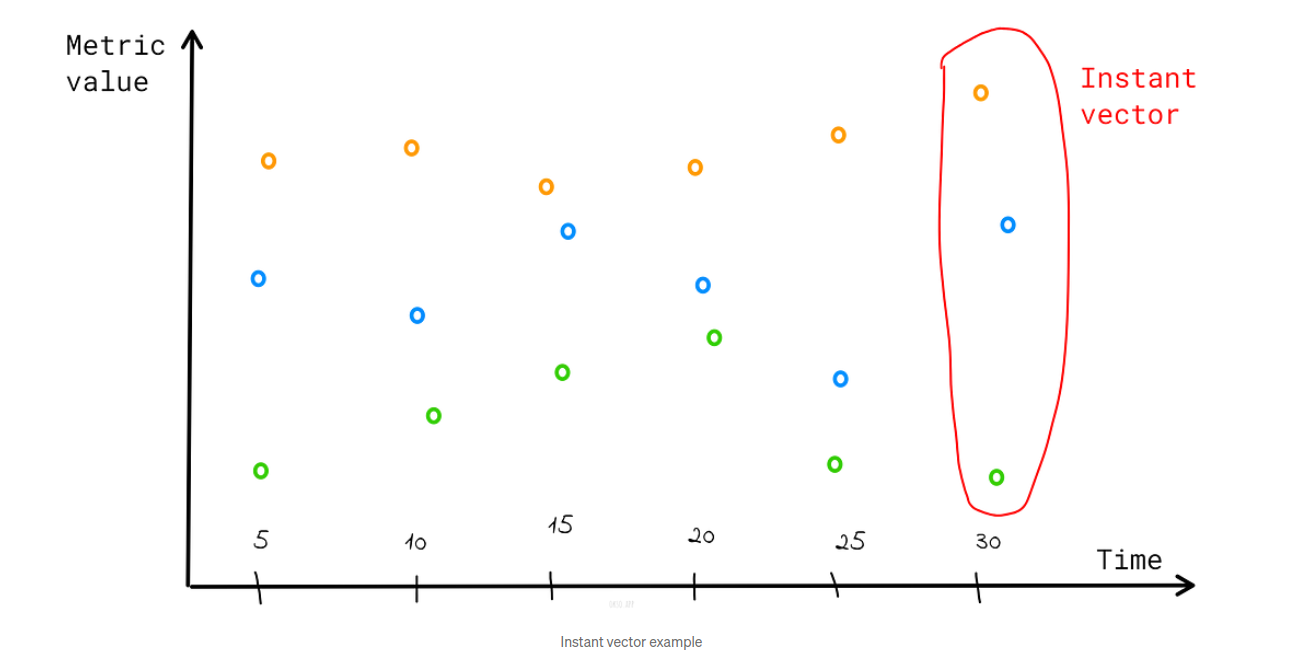 Metric
value
Instant
vector
5
10
15
20
25
30
Time
Instant vector example